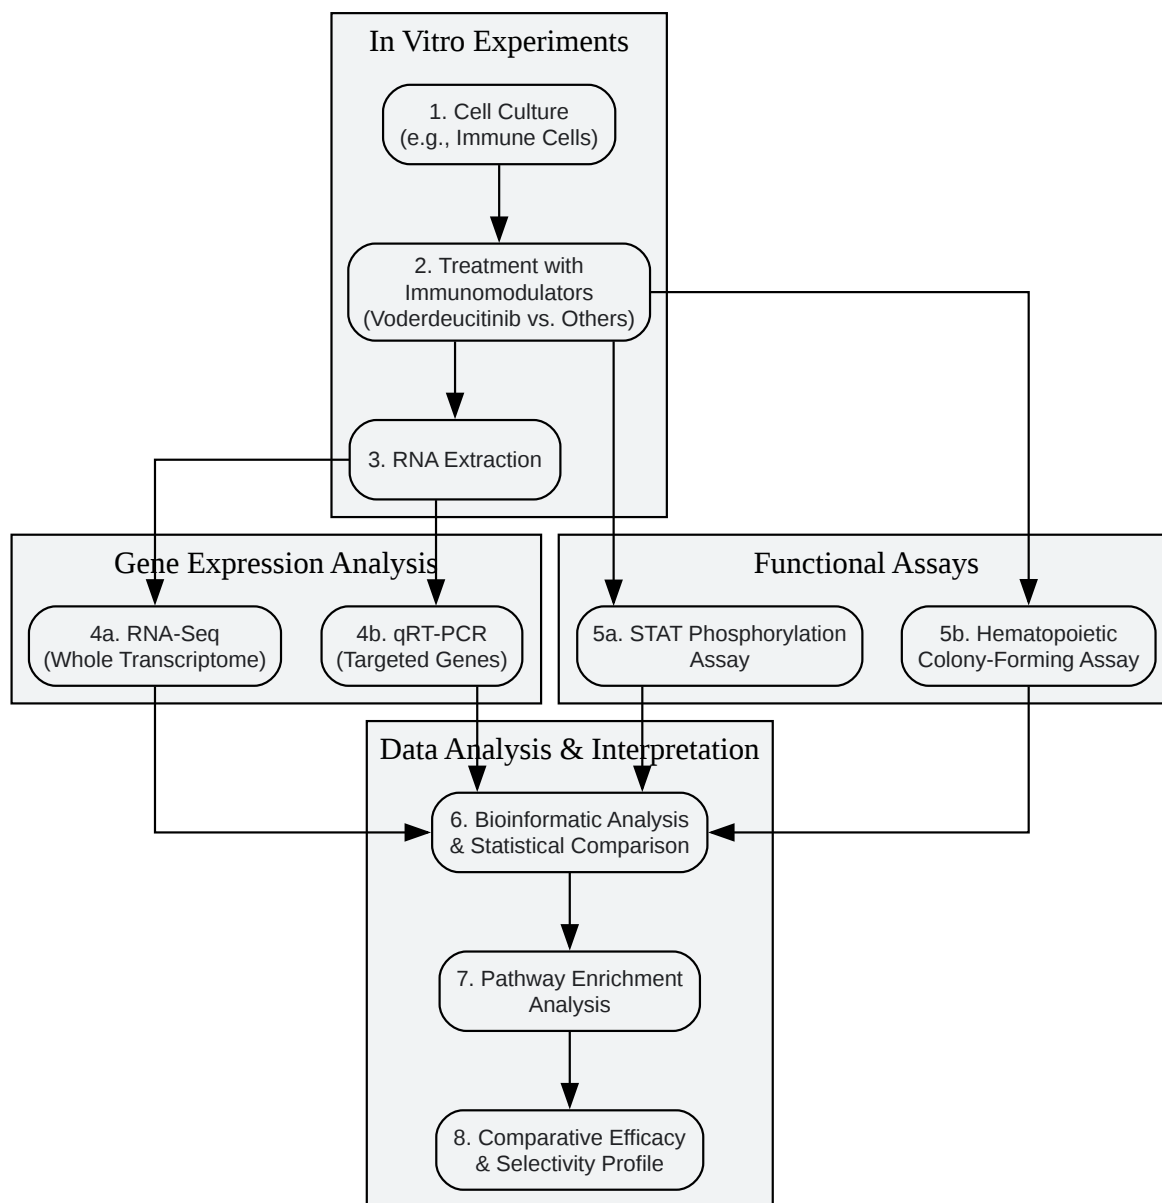 In Vitro Experiments
1. Cell Culture
(e.g., Immune Cells)
2. Treatment with
Immunomodulators
(Voderdeucitinib vs. Others)
3. RNA Extraction
Gene Expression Analysis
4a. RNA-Seq
(Whole Transcriptome)
4b. qRT-PCR
(Targeted Genes)
Functional Assays
5a. STAT Phosphorylation
Assay
5b. Hematopoietic
Colony-Forming Assay
Data Analysis & Interpretation
6. Bioinformatic Analysis
& Statistical Comparison
7. Pathway Enrichment
Analysis
8. Comparative Efficacy
& Selectivity Profile